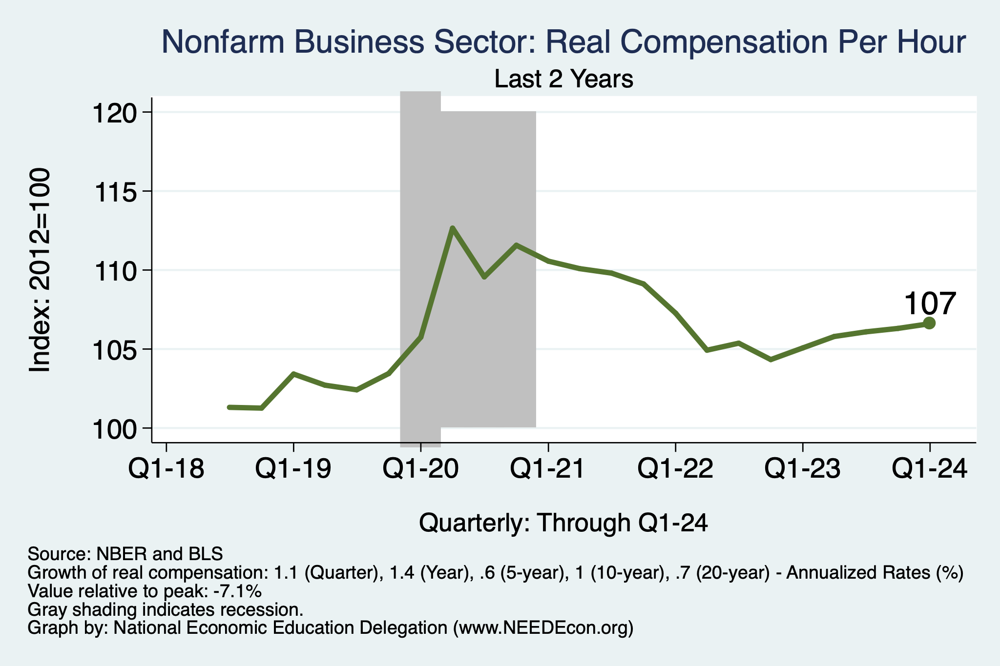 Nonfarm Business Sector: Real Compensation Per Hour
Last 2 Years
Index: 2012=100
120
115
110
105
100
107
Q1-18 Q1-19 Q1-20 Q1-21 Q1-22 Q1-23 Q1-24
Quarterly: Through Q1-24
Source: NBER and BLS
Growth of real compensation: 1.1 (Quarter), 1.4 (Year), .6 (5-year), 1 (10-year), .7 (20-year) - Annualized Rates (%)
Value relative to peak: -7.1%
Gray shading indicates recession.
Graph by: National Economic Education Delegation (www.NEEDEcon.org)